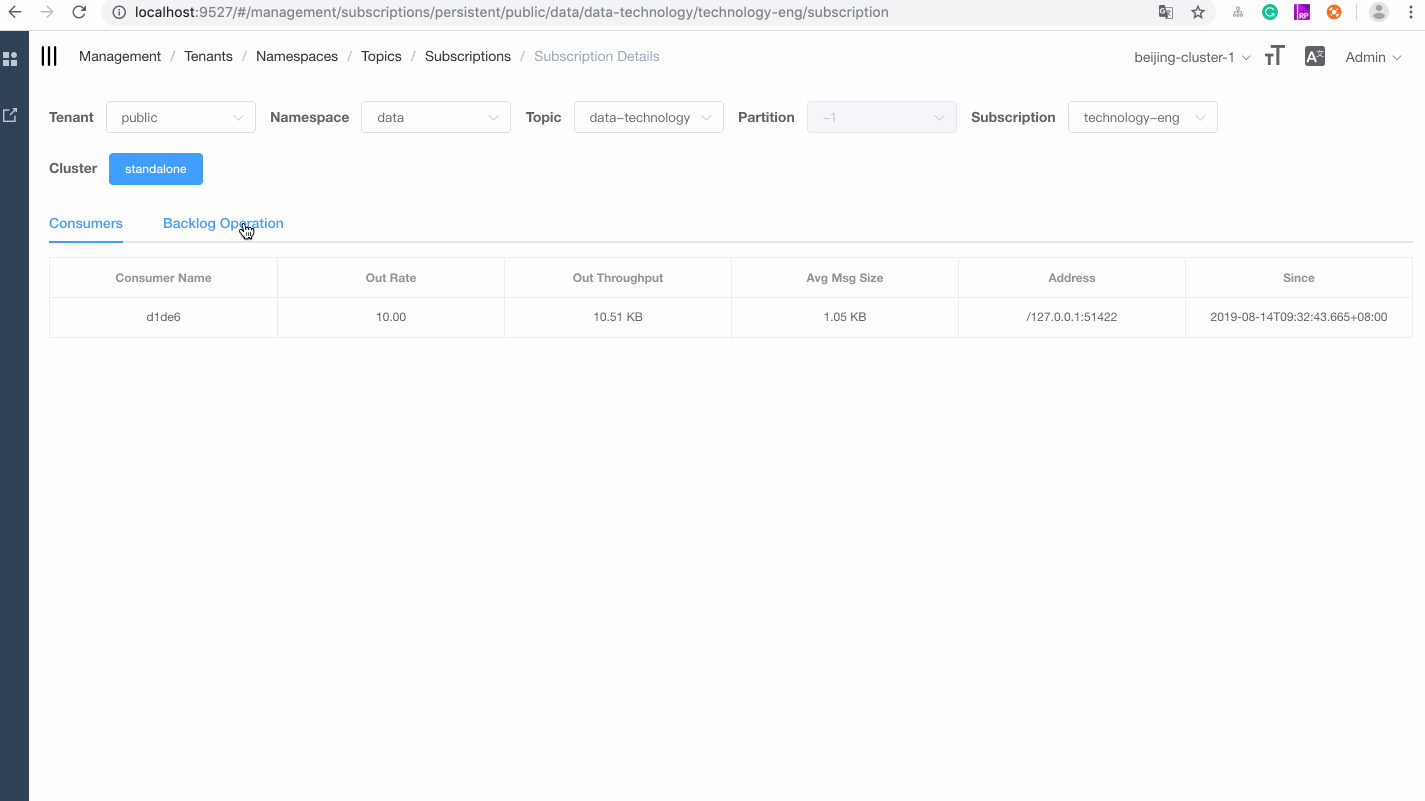 localhost:9527/#/management/subscriptions/persistent/public/data/data-technology/technology-eng/subscription
Management / Tenants / Namespaces / Topics / Subscriptions / Subscription Details beijing-cluster-1 Admin
Tenant public Namespace data Topic data-technology Partition -1 Subscription technology-eng
Cluster standalone
Consumers Backlog Operation
Consumer Name Out Rate Out Throughput Avg Msg Size Address Since
d1de6 10.00 10.51 KB 1.05 KB /127.0.0.1:51422 2019-08-14T09:32:43.665+08:00